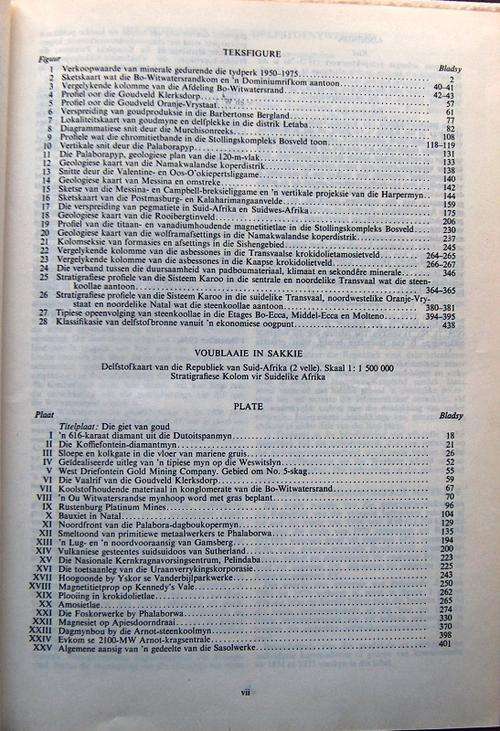 TEKSFIGURE
Figuur Bladsy
1 Verkoopwaarde van minerale gedurende die tydperk 1950–1975 2
2 Sketskaart wat die Bo-Witwatersrandkom en 'n Dominiumrifkom aantoon 40–41
3 Vergelykende kolomme van die Afdeling Bo-Witwatersrand 42–43
4 Profiel oor die Goudveld Klerksdorp 57
5 Profiel oor die Goudveld Oranje-Vrystaat 61
6 Verspreiding van goudproduksie in die Barbertonse Bergland 77
7 Lokaliteitskaart van goudmyne en delfplekke in die distrik Letaba 82
8 Diagrammatiese snit deur die Murchisonreeks 108
9 Profiele wat die chromitietbande in die Stollingskompleks Bosveld toon 118–119
10 Vertikale snit deur die Palaborapyp 131
11 Die Palaborapyp, geologiese plan van die 120-m-vlak 133
12 Geologiese kaart van die Namakwalandse koperdistrik 138
13 Snitte deur die Valentine- en Oos-O'okiepertsliggame 140
14 Geologiese kaart van Messina en omstreke 142
15 Sketse van die Messina- en Campbell-breksieliggame en 'n vertikale projeksie van die Harpermyn 144
16 Sketskaart van die Postmasburg- en Kalaharimangaanvelde 159
17 Die verspreiding van pegmatiete in Suid-Afrika en Suidwes-Afrika 175
18 Geologiese kaart van die Rooibergtinveld 206
19 Profiel van die titaan- en vanadiumhoudende magnetietlae in die Stollingskompleks Bosveld 230
20 Geologiese kaart van die wolframafsettings in die Namakwalandse koperdistrik 237
21 Kolomseksie van formasies en afsettings in die Sishengebied 245
22 Vergelykende kolomme van die asbessones in die Transvaalse krokidolietamosietveld 264–265
23 Vergelykende kolomme van die asbessones in die Kaapse krokidolietveld 266–267
24 Die verband tussen die duursaamheid van padboumateriaal, klimaat en sekondêre minerale 346
25 Stratigrafiese profiele van die Sisteem Karoo in die sentrale en noordelike Transvaal wat die steenkoollae aantoon 364–365
26 Stratigrafiese profiele van die Sisteem Karoo in die suidelike Transvaal, noordwestelike Oranje-Vry-
staat en noordelike Natal wat die steenkoollae aantoon 380–381
27 Tipiese opeenvolging van steenkoollae in die Etages Bo-Ecca, Middel-Ecca en Molteno 394–395
28 Klassifikasie van delfstofbronne vanuit 'n ekonomiese oogpunt 438
VOUBLAAIE IN SAKKIE
Delfstofkaart van die Republiek van Suid-Afrika (2 velle). Skaal 1: 1 500 000
Stratigrafiese Kolom vir Suidelike Afrika
PLATE
Plaat Bladsy
Titelplaat: Die giet van goud
I 'n 616-karaat diamant uit die Dutoitspanmyn 18
II Die Koffiefontein-diamantmyn 21
III Sloepe en kolkgate in die vloer van mariene gruis 26
IV Geïdealiseerde uitleg van 'n tipiese myn op die Weswitslyn 52
V West Driefontein Gold Mining Company. Gebied om No. 5-skag 55
VI Die Vaalrif van die Goudveld Klerksdorp 59
VII Koolstofhoudende materiaal in konglomerate van die Bo-Witwatersrand 67
VIII 'n Ou Witwatersrandse mynhoop word met gras beplant 70
IX Rustenburg Platinum Mines 96
X Bauxiet in Natal 104
XI Noordfront van die Palabora-dagboukopermyn 129
XII Smeltoond van primitiewe metaalwerkers te Phalaborwa 135
XIII 'n Lug- en 'n noordvooraansig van Gamsberg 194
XIV Vulkaniese gesteentes suidsuidoos van Sutherland 200
XV Die Nasionale Kernkragnavorsingsentrum, Pelindaba 223
XVI Die toetsaanleg van die Uraanverrykingskorporasie 225
XVII Hoogoonde by Yskor se Vanderbijlparkwerke 243
XVIII Magnetietprop op Kennedy's Vale 250
XIX Plooiing in krokidolietlae 262
XX Amosietlae 265
XXI Die Foskorwerke by Phalaborwa 274
XXII Magnesiet op Apiesdoorndraai 330
XXIII Dagmynbou by die Arnot-steenkoolmyn 370
XXIV Evkom se 2100-MW Arnot-kragsentrale 398
XXV Algemene aansig van 'n gedeelte van die Sasolwerke 401
vii